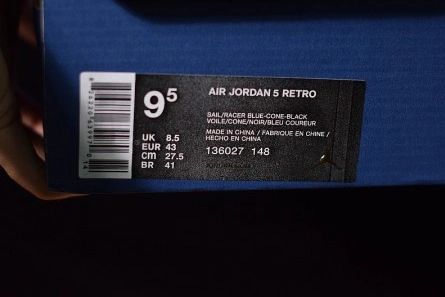 AIR JORDAN 5 RETRO
9⁵
SAIL/RACER BLUE-CONE-BLACK
VOILE/CONE/NOIR/BLEU COUREUR
MADE IN CHINA / FABRIQUE EN CHINE /
HECHO EN CHINA
UK 8.5
EUR 43
CM 27.5
BR 41
136027 148